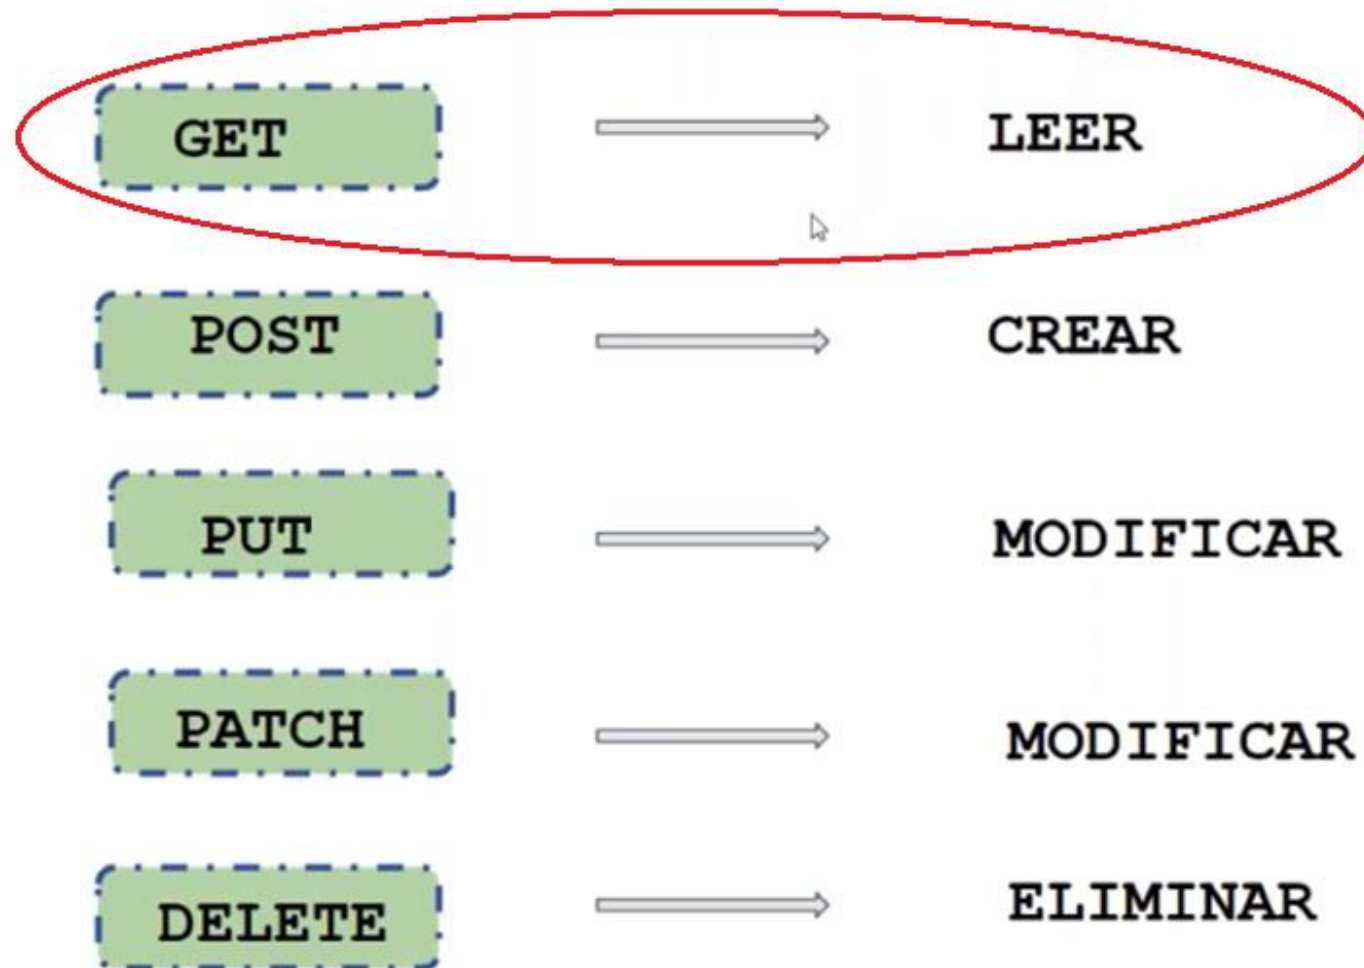 GET LEER
POST CREAR
PUT MODIFICAR
PATCH MODIFICAR
DELETE ELIMINAR